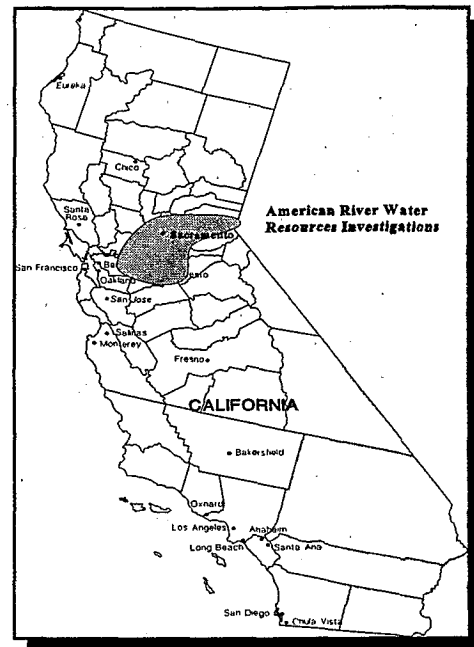 Eureka
Chico
Santa
Rosa
American River Water
Resources Investigations
Sacramento
San Francisco
Oakland
San Jose
Salinas
Monterey
Fresno
CALIFORNIA
Bakersfield
Oxnard
Los Angeles
Anaheim
Long Beach
Santa Ana
San Diego
Chula Vista